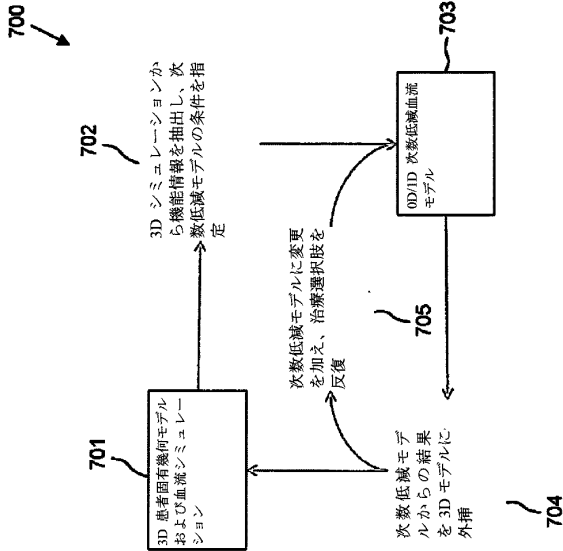 700
701
3D 患者固有幾何モデル
および血流シミュレー
ション
702
3D シミュレーションか
ら機能情報を抽出し、次
数低減モデルの条件を指
定
703
0D/1D 次数低減血流
モデル
704
次数低減モデ
ルからの結果
を 3D モデルに
外挿
705
次数低減モデルに変更
を加え、治療選択肢を
反復